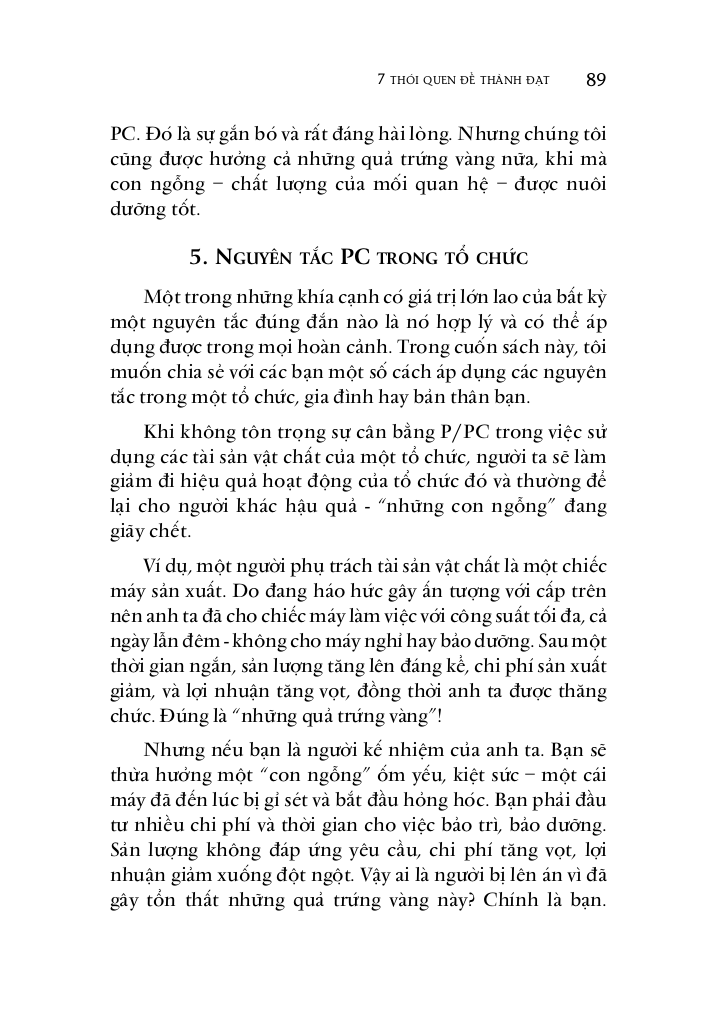 7 THÓI QUEN ĐỂ THÀNH ĐẠT 89
PC. Đó là sự gắn bó và rất đáng hài lòng. Nhưng chúng tôi
cũng được hưởng cả những quả trứng vàng nữa, khi mà
con ngỗng – chất lượng của mối quan hệ – được nuôi
dưỡng tốt.
5. NGUYÊN TẮC PC TRONG TỔ CHỨC
Một trong những khía cạnh có giá trị lớn lao của bất kỳ
một nguyên tắc đúng đắn nào là nó hợp lý và có thể áp
dụng được trong mọi hoàn cảnh. Trong cuốn sách này, tôi
muốn chia sẻ với các bạn một số cách áp dụng các nguyên
tắc trong một tổ chức, gia đình hay bản thân bạn.
Khi không tôn trọng sự cân bằng P/PC trong việc sử
dụng các tài sản vật chất của một tổ chức, người ta sẽ làm
giảm đi hiệu quả hoạt động của tổ chức đó và thường để
lại cho người khác hậu quả - “những con ngỗng” đang
giãy chết.
Ví dụ, một người phụ trách tài sản vật chất là một chiếc
máy sản xuất. Do đang háo hức gây ấn tượng với cấp trên
nên anh ta đã cho chiếc máy làm việc với công suất tối đa, cả
ngày lẫn đêm - không cho máy nghỉ hay bảo dưỡng. Sau một
thời gian ngắn, sản lượng tăng lên đáng kể, chi phí sản xuất
giảm, và lợi nhuận tăng vọt, đồng thời anh ta được thăng
chức. Đúng là “những quả trứng vàng”!
Nhưng nếu bạn là người kế nhiệm của anh ta. Bạn sẽ
thừa hưởng một “con ngỗng” ốm yếu, kiệt sức – một cái
máy đã đến lúc bị gỉ sét và bắt đầu hỏng hóc. Bạn phải đầu
tư nhiều chi phí và thời gian cho việc bảo trì, bảo dưỡng.
Sản lượng không đáp ứng yêu cầu, chi phí tăng vọt, lợi
nhuận giảm xuống đột ngột. Vậy ai là người bị lên án vì đã
gây tổn thất những quả trứng vàng này? Chính là bạn.